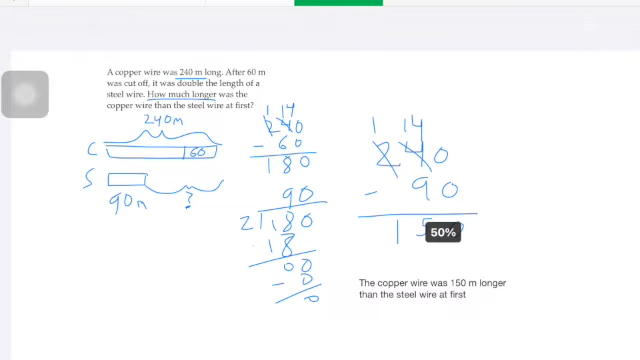 A copper wire was 240 m long. After 60 m
was cut off, it was double the length of a
steel wire. How much longer was the
copper wire than the steel wire at first?
240m
C 60
S
90m ?
1 14
240
- 60
180
90
2 180
18
00
- 0
0
1 14
240
- 90
15
50%
The copper wire was 150 m longer
than the steel wire at first